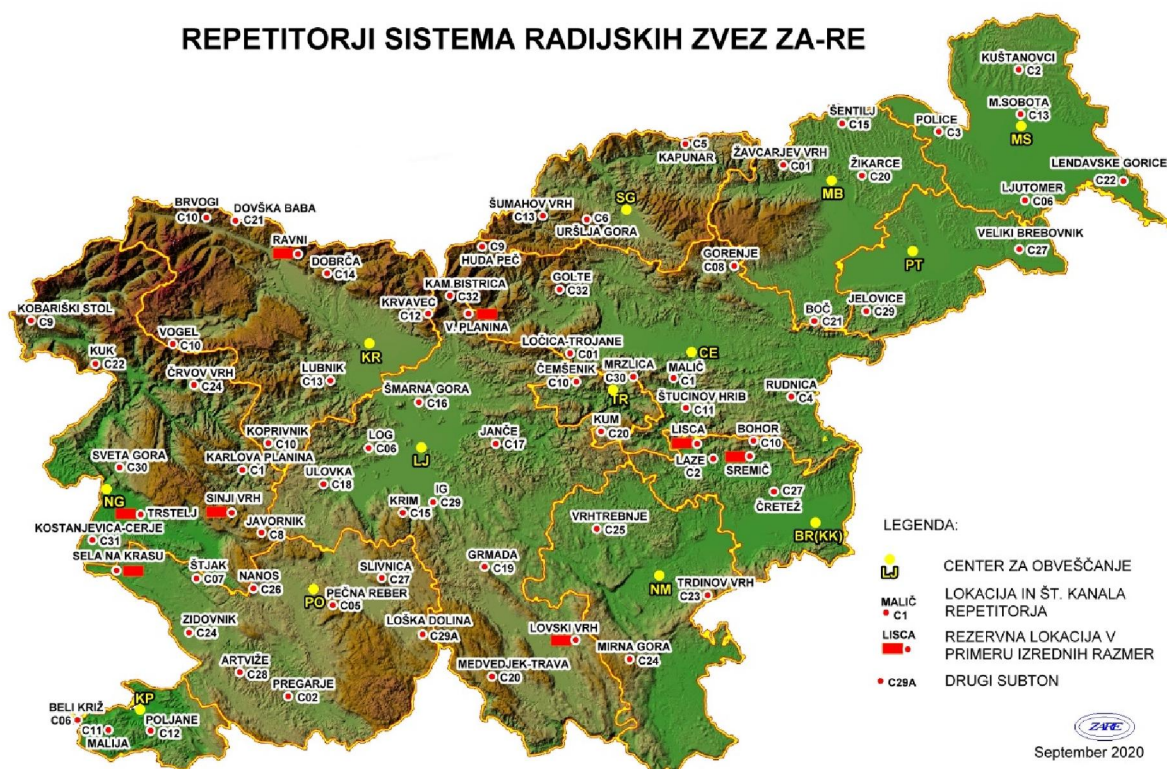 REPETITORJI SISTEMA RADIJSKIH ZVEZ ZA-RE
KUŠTANOVCI
C2
M.SOBOTA
C13
MS
ŠENTILJ
C15
POLICE
C3
C5
KAPUNAR
ŽAVCARJEV VRH
C01
ŽIKARCE
C20
MB
LENDAVSKE GORICE
C22
LJUTOMER
C06
VELIKI BREBOVNIK
C27
BRVOGI
C10
DOVŠKA BABA
C21
ŠUMAHOV VRH
C13
C6
URŠLJA GORA
SG
RAVNI
DOBRČA
C14
C9
HUDA PEČ
GORENJE
C08
PT
KAM.BISTRICA
C32
GOLTE
C32
KOBARIŠKI STOL
C9
KRVAVEC
C12
V. PLANINA
BOČ
C21
JELOVICE
C29
VOGEL
C10
KR
LOČICA-TROJANE
C01
CE
KUK
C22
ČRVOV VRH
C24
LUBNIK
C13
ČEMŠENIK
C10
MRZLICA
C30
MALIČ
C1
TR
RUDNICA
C4
ŠMARNA GORA
C16
ŠTUCINOV HRIB
C11
KOPRIVNIK
C10
LOG
C06
LJ
JANČE
C17
KUM
C20
LISCA
BOHOR
C10
SVETA GORA
C30
KARLOVA PLANINA
C1
LAZE
C2
SREMIČ
ULOVKA
C18
NG
TRSTELJ
SINJI VRH
KRIM
C15
IG
C29
C27
ČRETEŽ
KOSTANJEVICA-CERJE
C31
JAVORNIK
C8
VRHTREBNJE
C25
BR(KK)
SELA NA KRASU
ŠTJAK
C07
NANOS
C26
PO
SLIVNICA
C27
PEČNA REBER
C05
GRMADA
C19
NM
TRDINOV VRH
C23
ZIDOVNIK
C24
LOŠKA DOLINA
C29A
LOVSKI VRH
MIRNA GORA
C24
ARTVIŽE
C28
PREGARJE
C02
MEDVEDJEK-TRAVA
C20
KP
BELI KRIŽ
C06
C11
MALIJA
POLJANE
C12
LEGENDA:
LJ
CENTER ZA OBVEŠČANJE
MALIČ
C1
LOKACIJA IN ŠT. KANALA
REPETITORJA
LISCA
REZERVNA LOKACIJA V
PRIMERU IZREDNIH RAZMER
C29A
DRUGI SUBTON
ZARE
September 2020